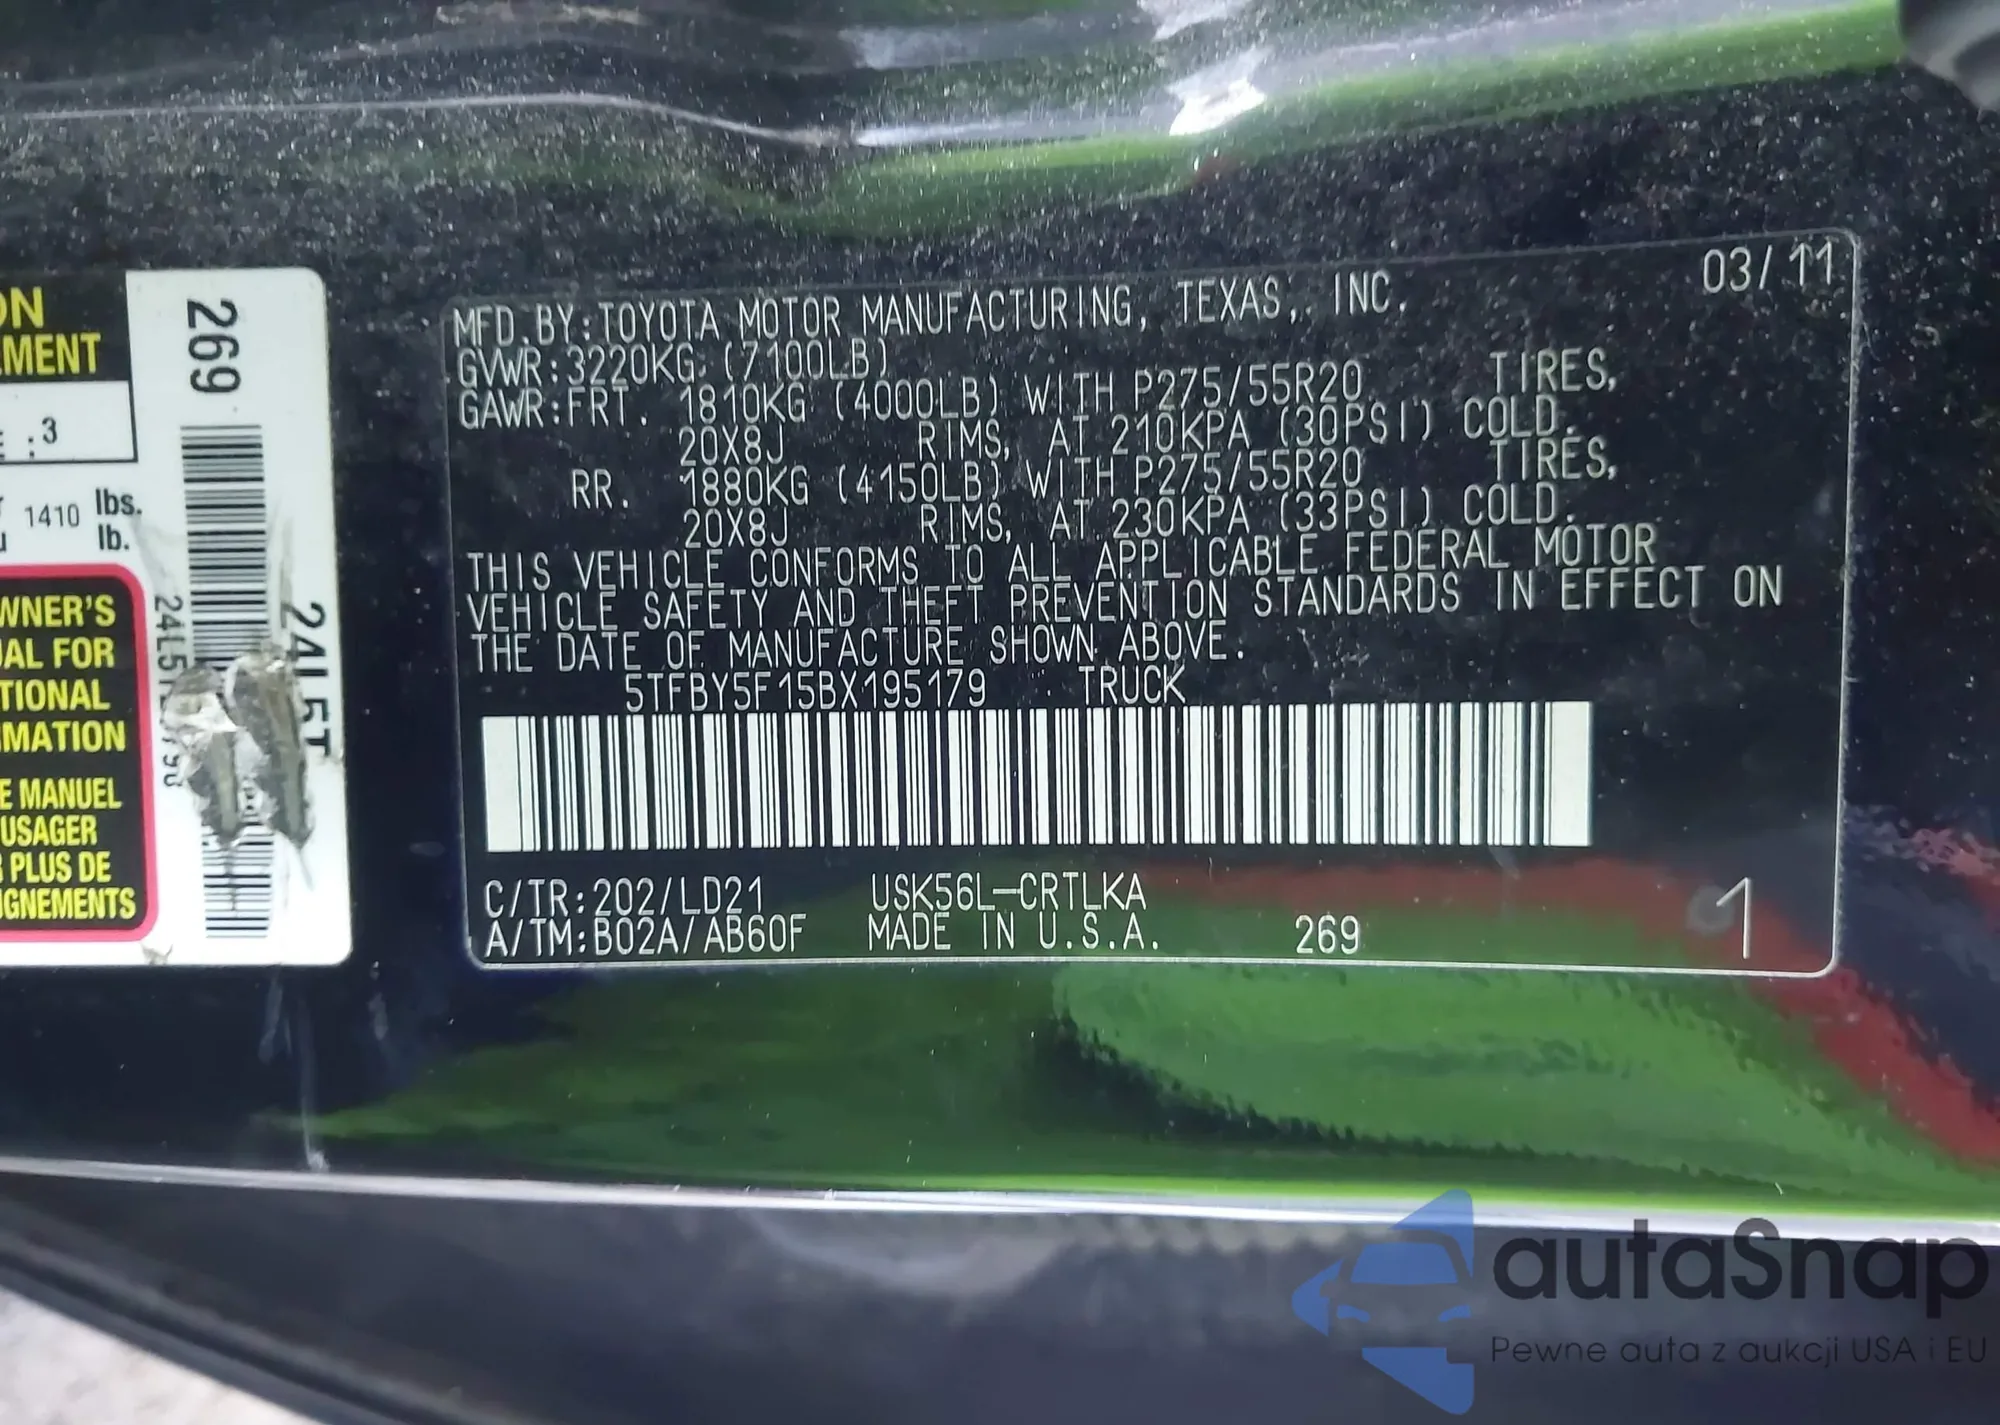 ON
CEMENT
E : 3
1410 lbs.
lb.
WNER'S
UAL FOR
TIONAL
MATION
E MANUEL
USAGER
R PLUS DE
IGNEMENTS
269
24L5T
03/11
MFD.BY:TOYOTA MOTOR MANUFACTURING, TEXAS, INC.
GVWR:3220KG (7100LB)
GAWR:FRT. 1810KG (4000LB) WITH P275/55R20 TIRES,
20X8J RIMS, AT 210KPA (30PSI) COLD.
RR. 1880KG (4150LB) WITH P275/55R20 TIRES,
20X8J RIMS, AT 230KPA (33PSI) COLD.
THIS VEHICLE CONFORMS TO ALL APPLICABLE FEDERAL MOTOR
VEHICLE SAFETY AND THEFT PREVENTION STANDARDS IN EFFECT ON
THE DATE OF MANUFACTURE SHOWN ABOVE.
5TFBY5F15BX195179 TRUCK
C/TR:202/LD21 USK56L-CRTLKA
A/TM:B02A/AB60F MADE IN U.S.A. 269 1
autaSnap
Pewne auta z aukcji USA i EU